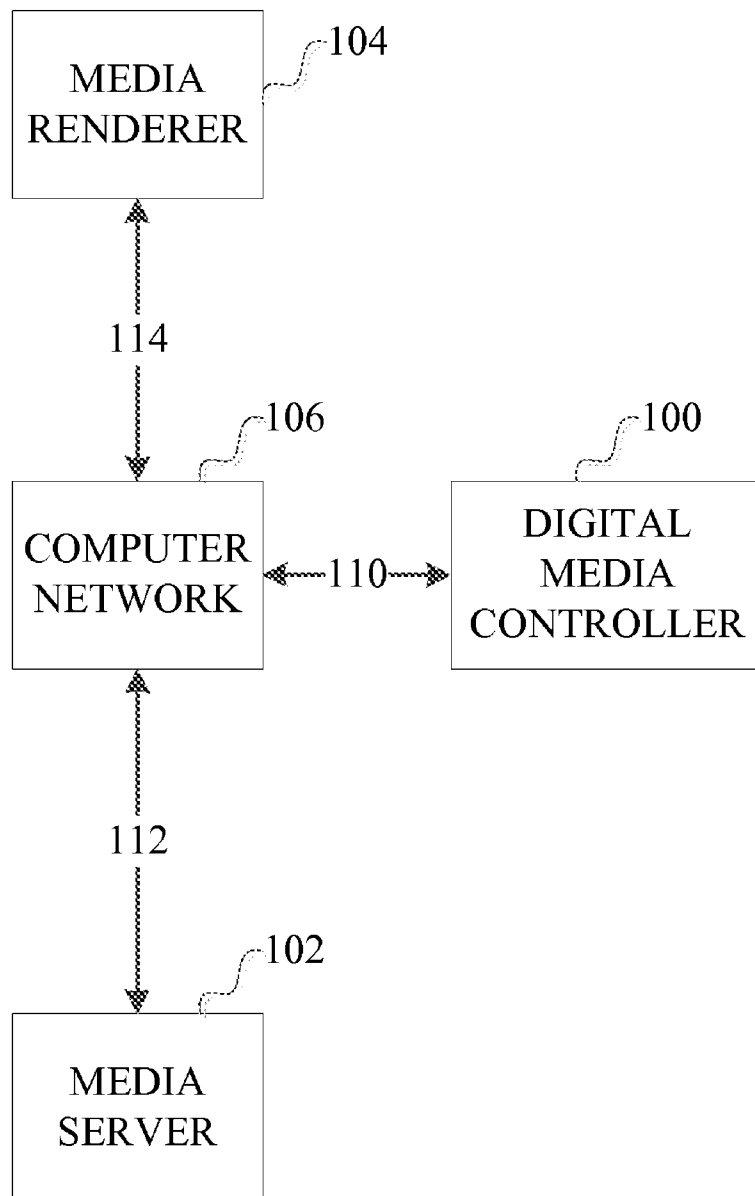 104
MEDIA
RENDERER
114
106
100
COMPUTER
NETWORK
110
DIGITAL
MEDIA
CONTROLLER
112
102
MEDIA
SERVER